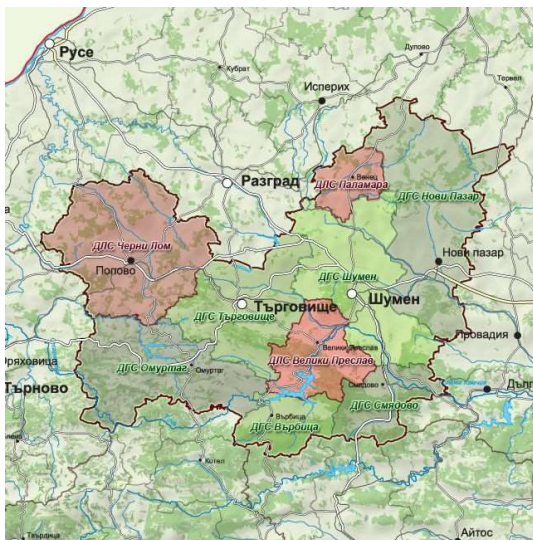 Русе
Дулово
Кубрат
Тервел
Исперих
Разград
Венец
ДЛС Паламара
ДГС Нови Пазар
ДЛС Черни Лом
Попово
Нови пазар
ДГС Шумен
Търговище
Шумен
ДГС Търговище
Провадия
Велики Преслав
ДЛС Велики Преслав
ДГС Омуртаг
Омуртаг
Смядово
Търново
ДГС Смядово
Върбица
ДГС Върбица
Котел
Твърдица
Айтос